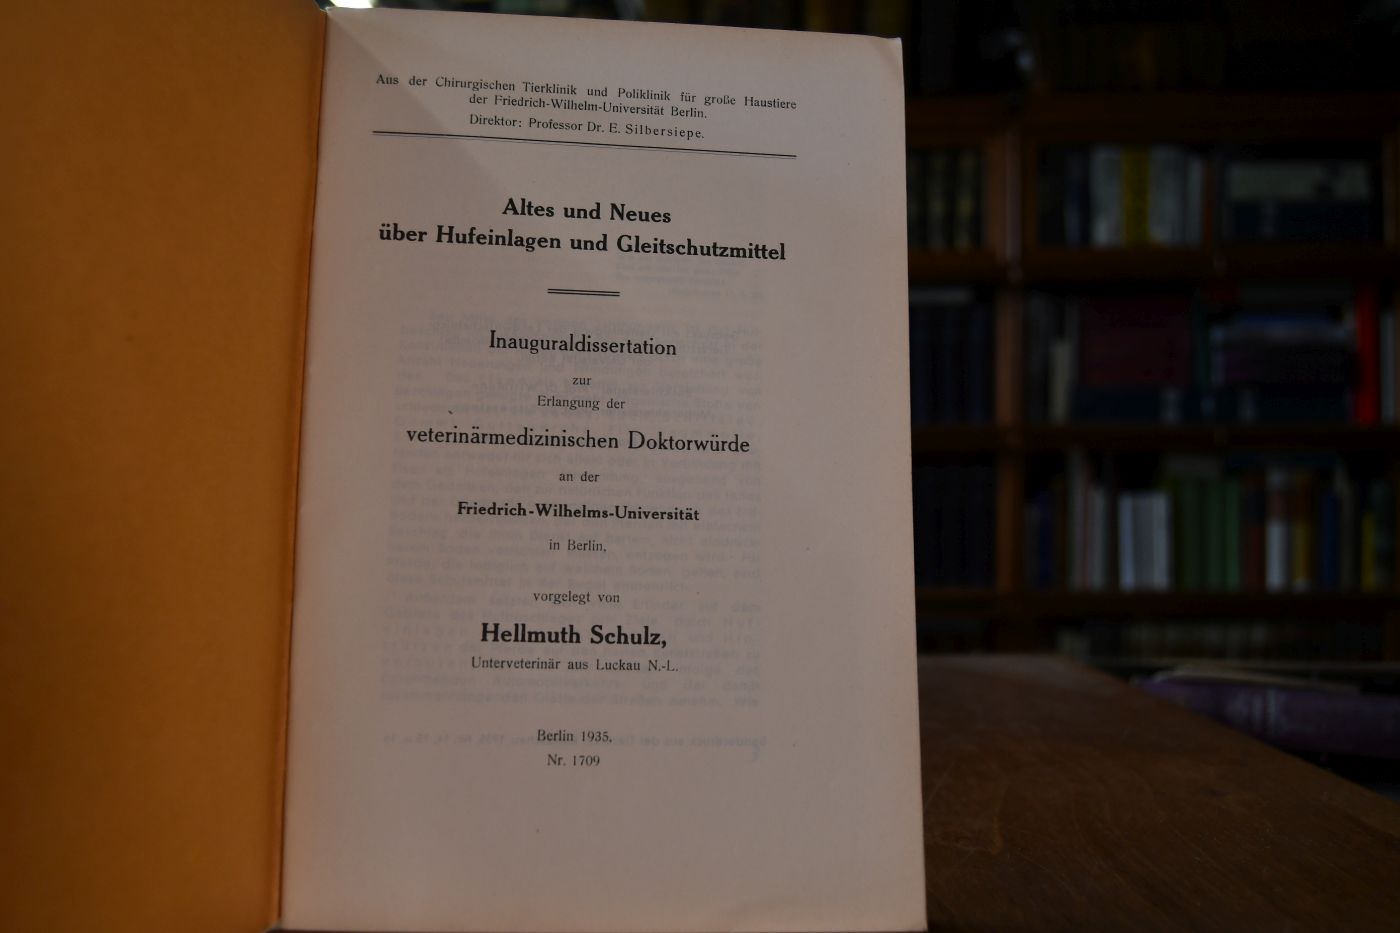 Aus der Chirurgischen Tierklinik und Poliklinik für große Haustiere
der Friedrich-Wilhelm-Universität Berlin.
Direktor: Professor Dr. E. Silbersiepe.
Altes und Neues
über Hufeinlagen und Gleitschutzmittel
Inauguraldissertation
zur
Erlangung der
veterinärmedizinischen Doktorwürde
an der
Friedrich-Wilhelms-Universität
in Berlin,
vorgelegt von
Hellmuth Schulz,
Unterveterinär aus Luckau N.-L.
Berlin 1935.
Nr. 1709